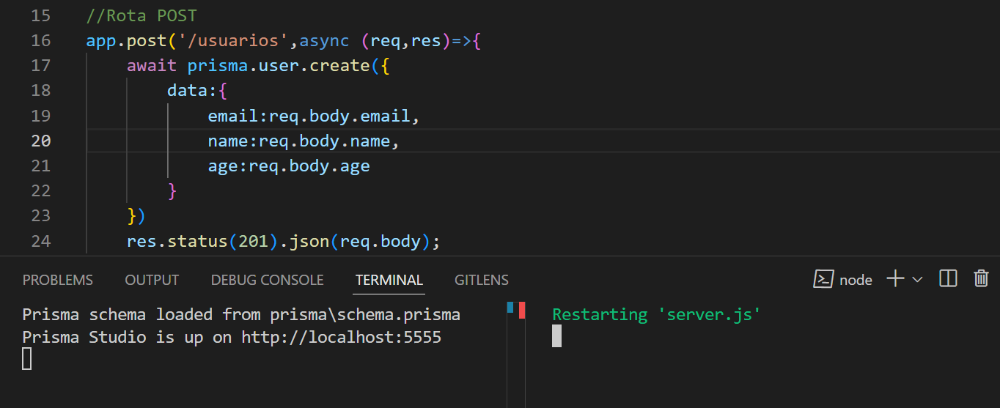 15 //Rota POST
16 app.post('/usuarios',async (req,res)=>{
17 await prisma.user.create({
18 data:{
19 email:req.body.email,
20 name:req.body.name,
21 age:req.body.age
22 }
23 })
24 res.status(201).json(req.body);
PROBLEMS OUTPUT DEBUG CONSOLE TERMINAL GITLENS node
Prisma schema loaded from prisma\schema.prisma
Prisma Studio is up on http://localhost:5555
Restarting 'server.js'